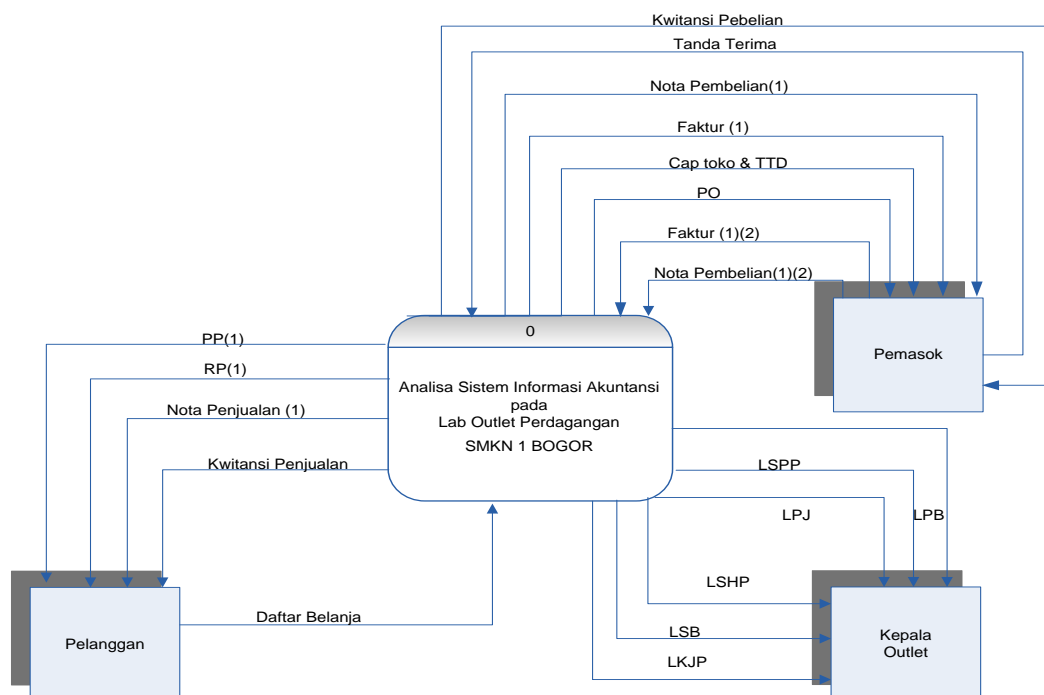 Kwitansi Pebelian
Tanda Terima
Nota Pembelian(1)
Faktur (1)
Cap toko & TTD
PO
Faktur (1)(2)
Nota Pembelian(1)(2)
0
Analisa Sistem Informasi Akuntansi
pada
Lab Outlet Perdagangan
SMKN 1 BOGOR
Pemasok
PP(1)
RP(1)
Nota Penjualan (1)
Kwitansi Penjualan
LSPP
LPJ
LPB
LSHP
LSB
LKJP
Daftar Belanja
Pelanggan
Kepala
Outlet